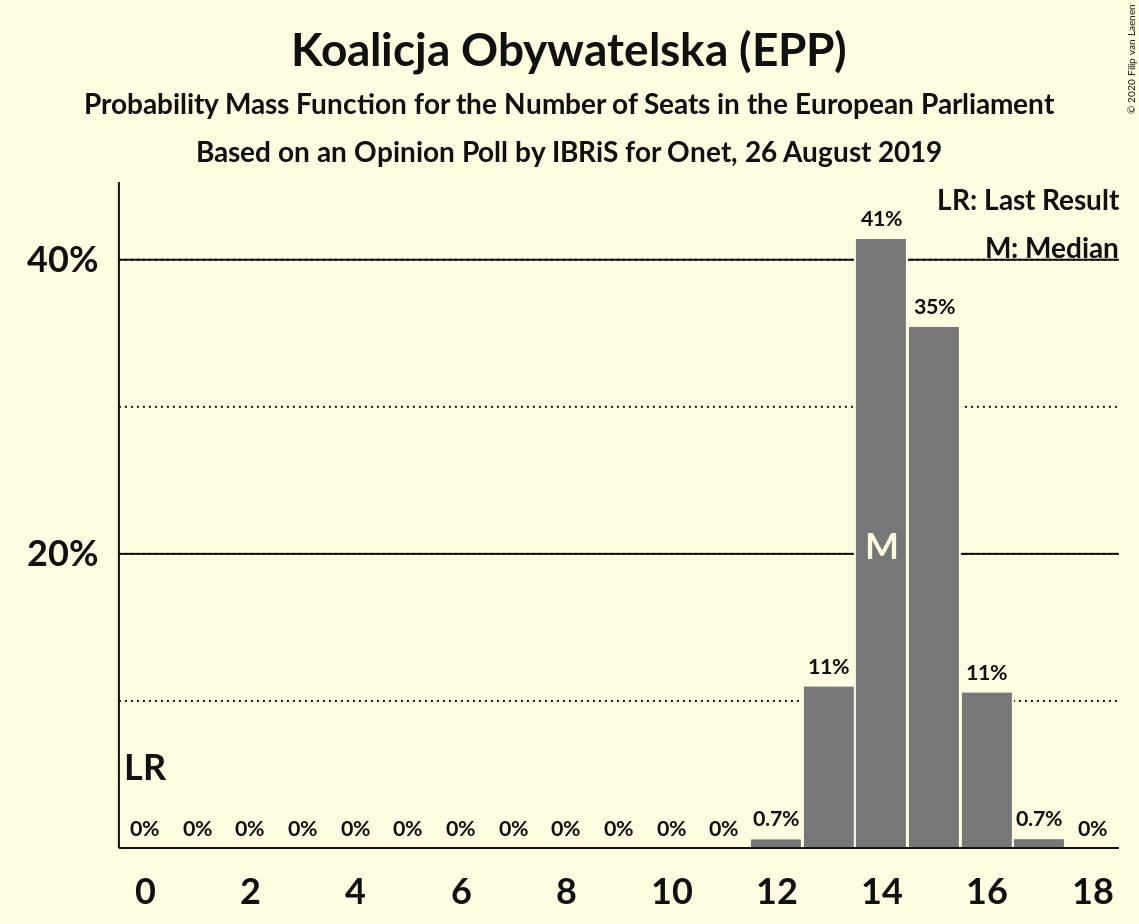 Koalicja Obywatelska (EPP)
Probability Mass Function for the Number of Seats in the European Parliament
Based on an Opinion Poll by IBRiS for Onet, 26 August 2019
© 2020 Filip van Laenen
LR: Last Result
M: Median
40%
20%
41%
35%
M
11%
11%
LR
0% 0% 0% 0% 0% 0% 0% 0% 0% 0% 0% 0% 0.7% 0.7% 0%
0 2 4 6 8 10 12 14 16 18